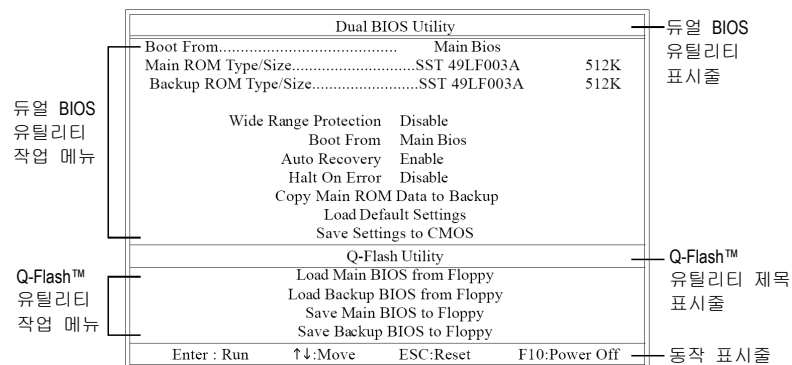 Dual BIOS Utility
Boot From....................................... Main Bios
Main ROM Type/Size...........................SST 49LF003A 512K
Backup ROM Type/Size........................SST 49LF003A 512K
Wide Range Protection Disable
Boot From Main Bios
Auto Recovery Enable
Halt On Error Disable
Copy Main ROM Data to Backup
Load Default Settings
Save Settings to CMOS
Q-Flash Utility
Load Main BIOS from Floppy
Load Backup BIOS from Floppy
Save Main BIOS to Floppy
Save Backup BIOS to Floppy
Enter : Run ↑↓:Move ESC:Reset F10:Power Off
듀얼 BIOS
유틸리티
작업 메뉴
Q-Flash™
유틸리티
작업 메뉴
듀얼 BIOS
유틸리티
표시줄
Q-Flash™
유틸리티 제목
표시줄
동작 표시줄